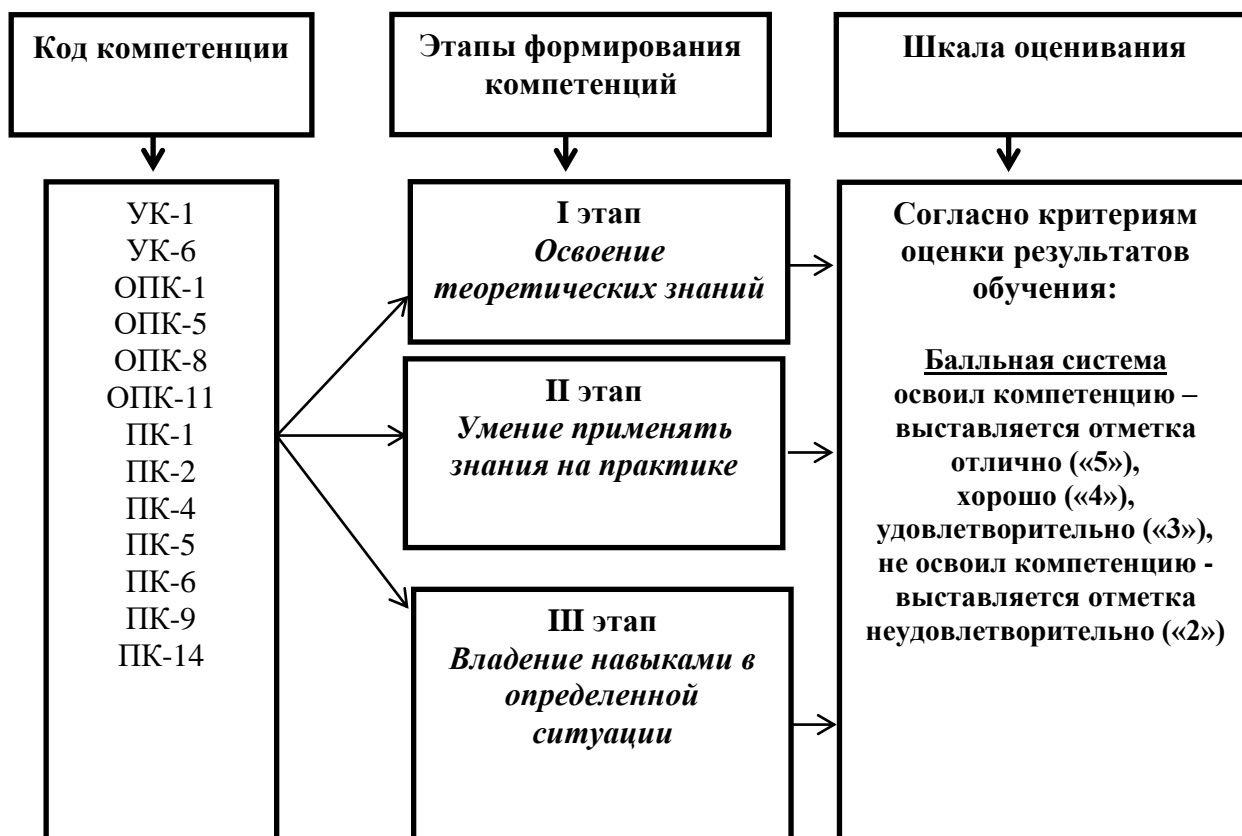 Код компетенции
Этапы формирования
компетенций
Шкала оценивания
УК-1
УК-6
ОПК-1
ОПК-5
ОПК-8
ОПК-11
ПК-1
ПК-2
ПК-4
ПК-5
ПК-6
ПК-9
ПК-14
I этап
Освоение
теоретических знаний
II этап
Умение применять
знания на практике
III этап
Владение навыками в
определенной
ситуации
Согласно критериям
оценки результатов
обучения:
Балльная система
освоил компетенцию –
выставляется отметка
отлично («5»),
хорошо («4»),
удовлетворительно («3»),
не освоил компетенцию -
выставляется отметка
неудовлетворительно («2»)